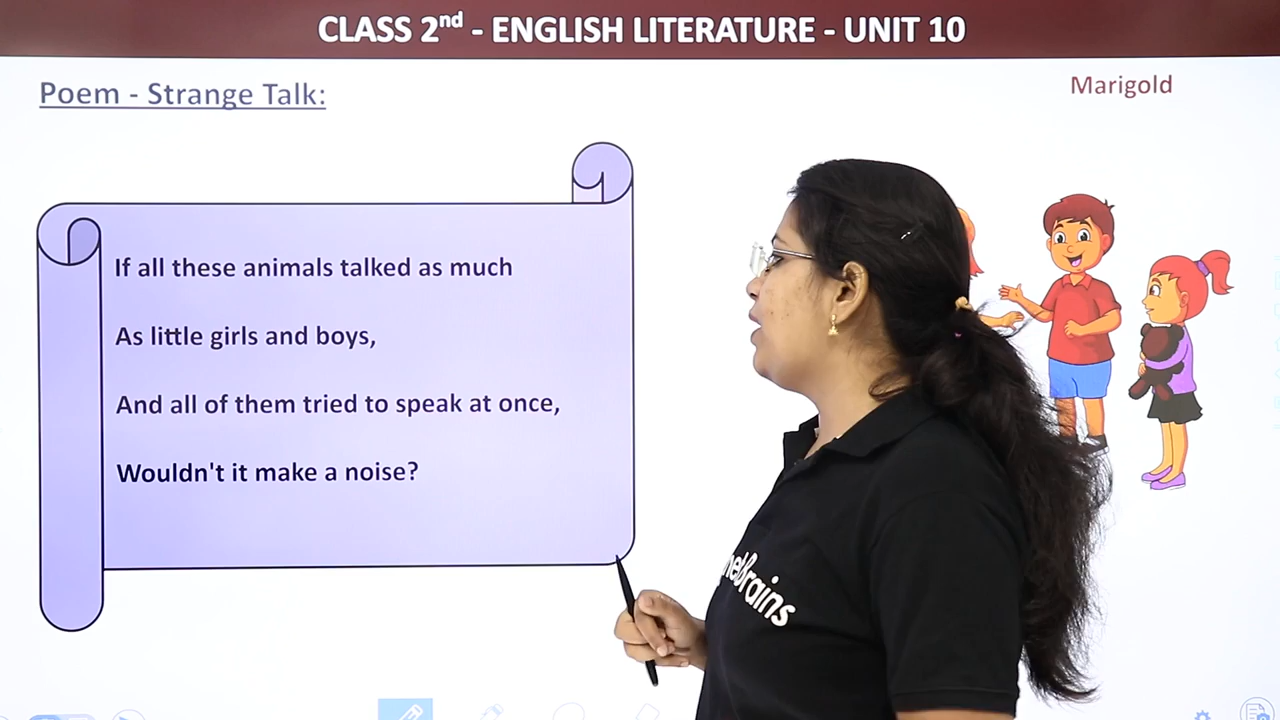 CLASS 2nd - ENGLISH LITERATURE - UNIT 10
Poem - Strange Talk:
Marigold
If all these animals talked as much
As little girls and boys,
And all of them tried to speak at once,
Wouldn't it make a noise?